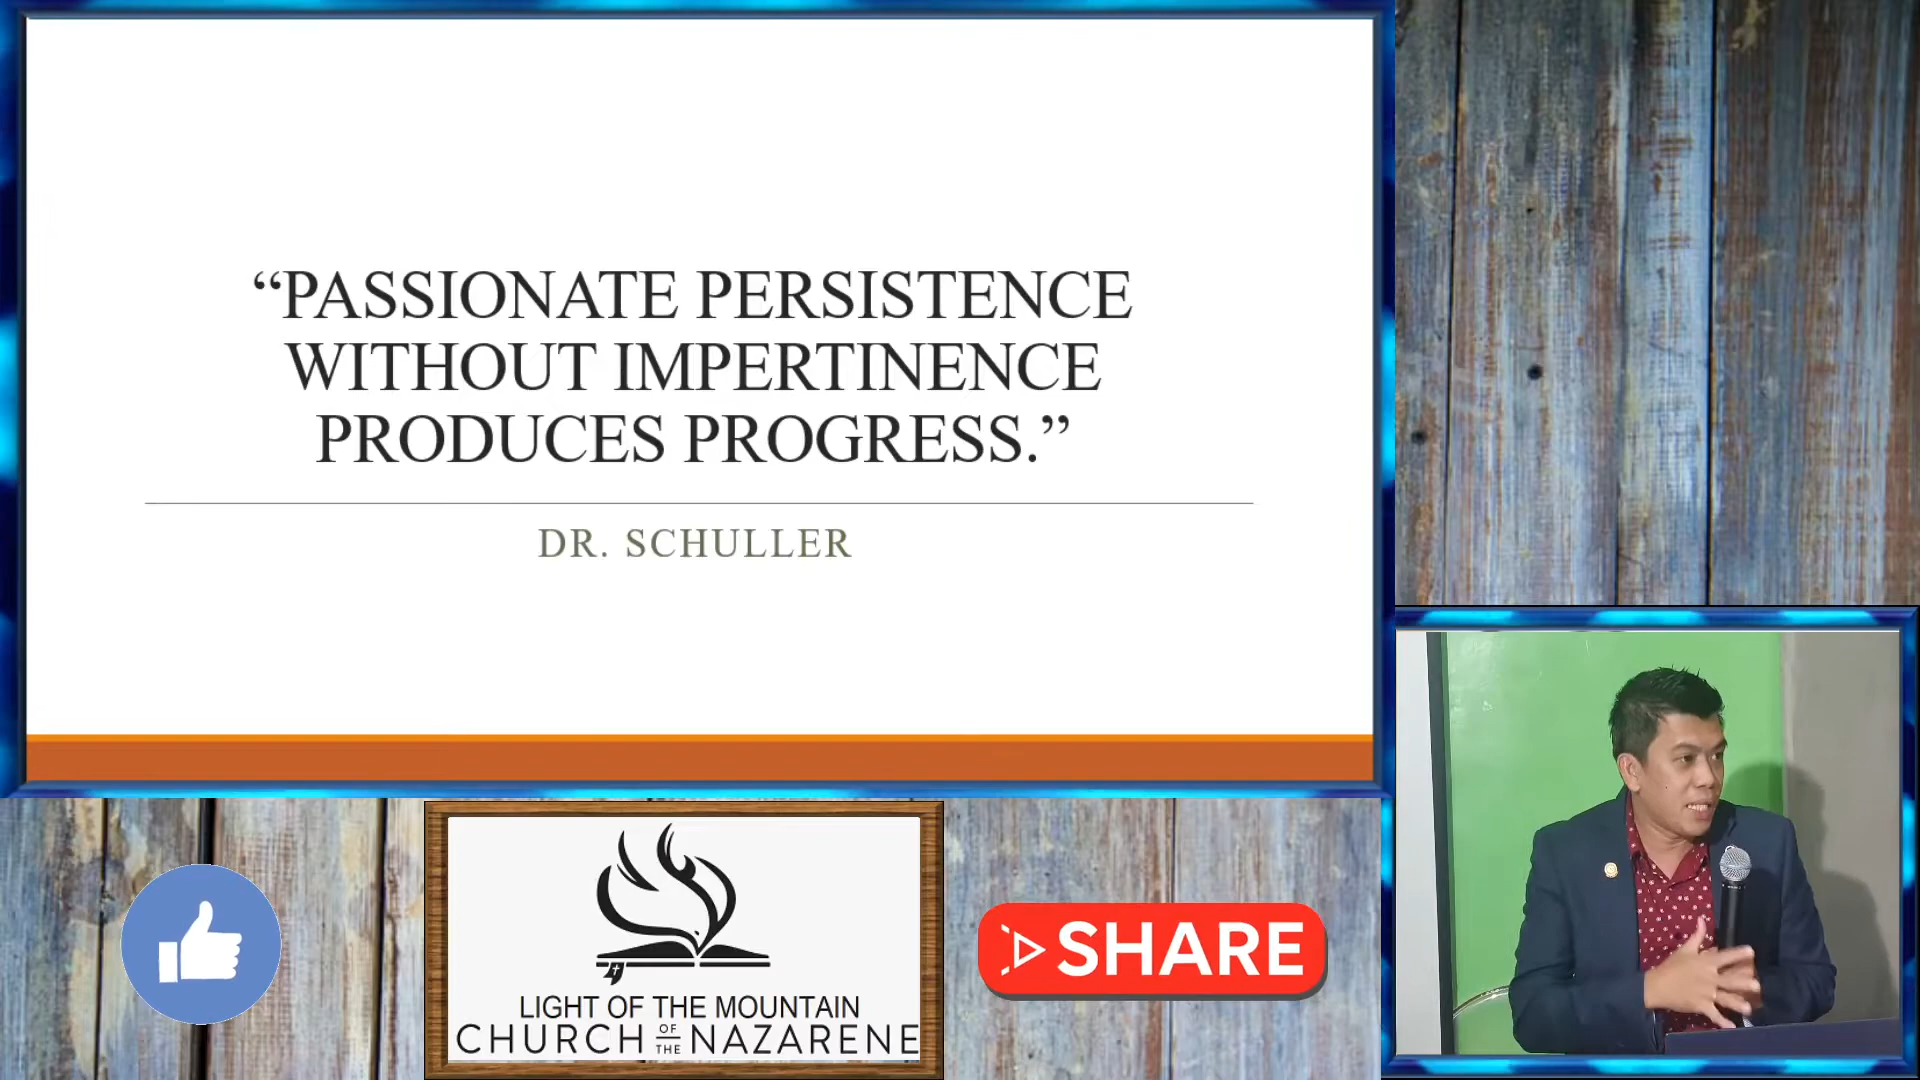 “PASSIONATE PERSISTENCE
WITHOUT IMPERTINENCE
PRODUCES PROGRESS.”
DR. SCHULLER
LIGHT OF THE MOUNTAIN
CHURCH OF THE NAZARENE
SHARE